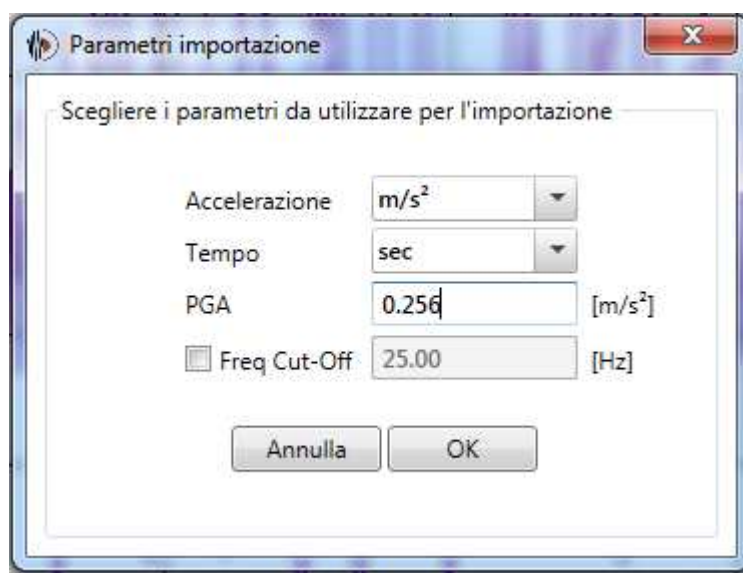 Parametri importazione
Scegliere i parametri da utilizzare per l'importazione
Accelerazione m/s²
Tempo sec
PGA 0.256 [m/s²]
Freq Cut-Off 25.00 [Hz]
Annulla OK